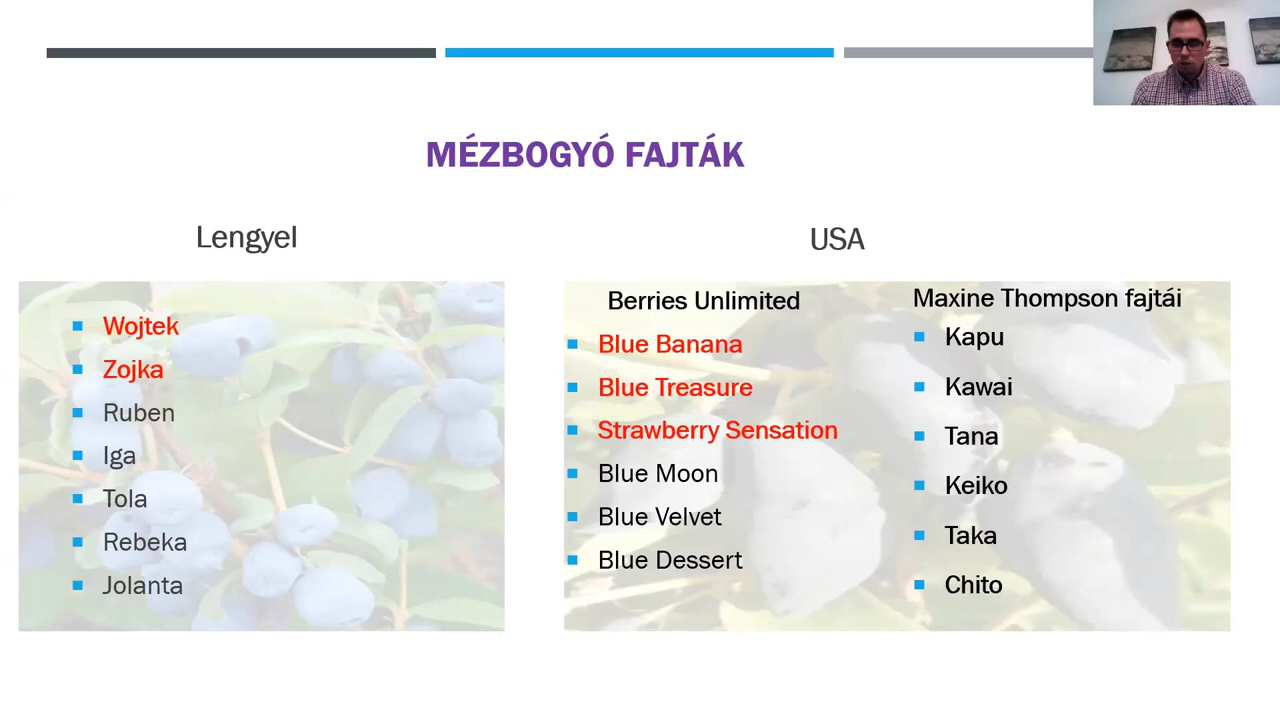 MÉZBOGYÓ FAJTÁK
Lengyel
Wojtek
Zojka
Ruben
Iga
Tola
Rebeka
Jolanta
USA
Berries Unlimited
Blue Banana
Blue Treasure
Strawberry Sensation
Blue Moon
Blue Velvet
Blue Dessert
Maxine Thompson fajtái
Kapu
Kawai
Tana
Keiko
Taka
Chito